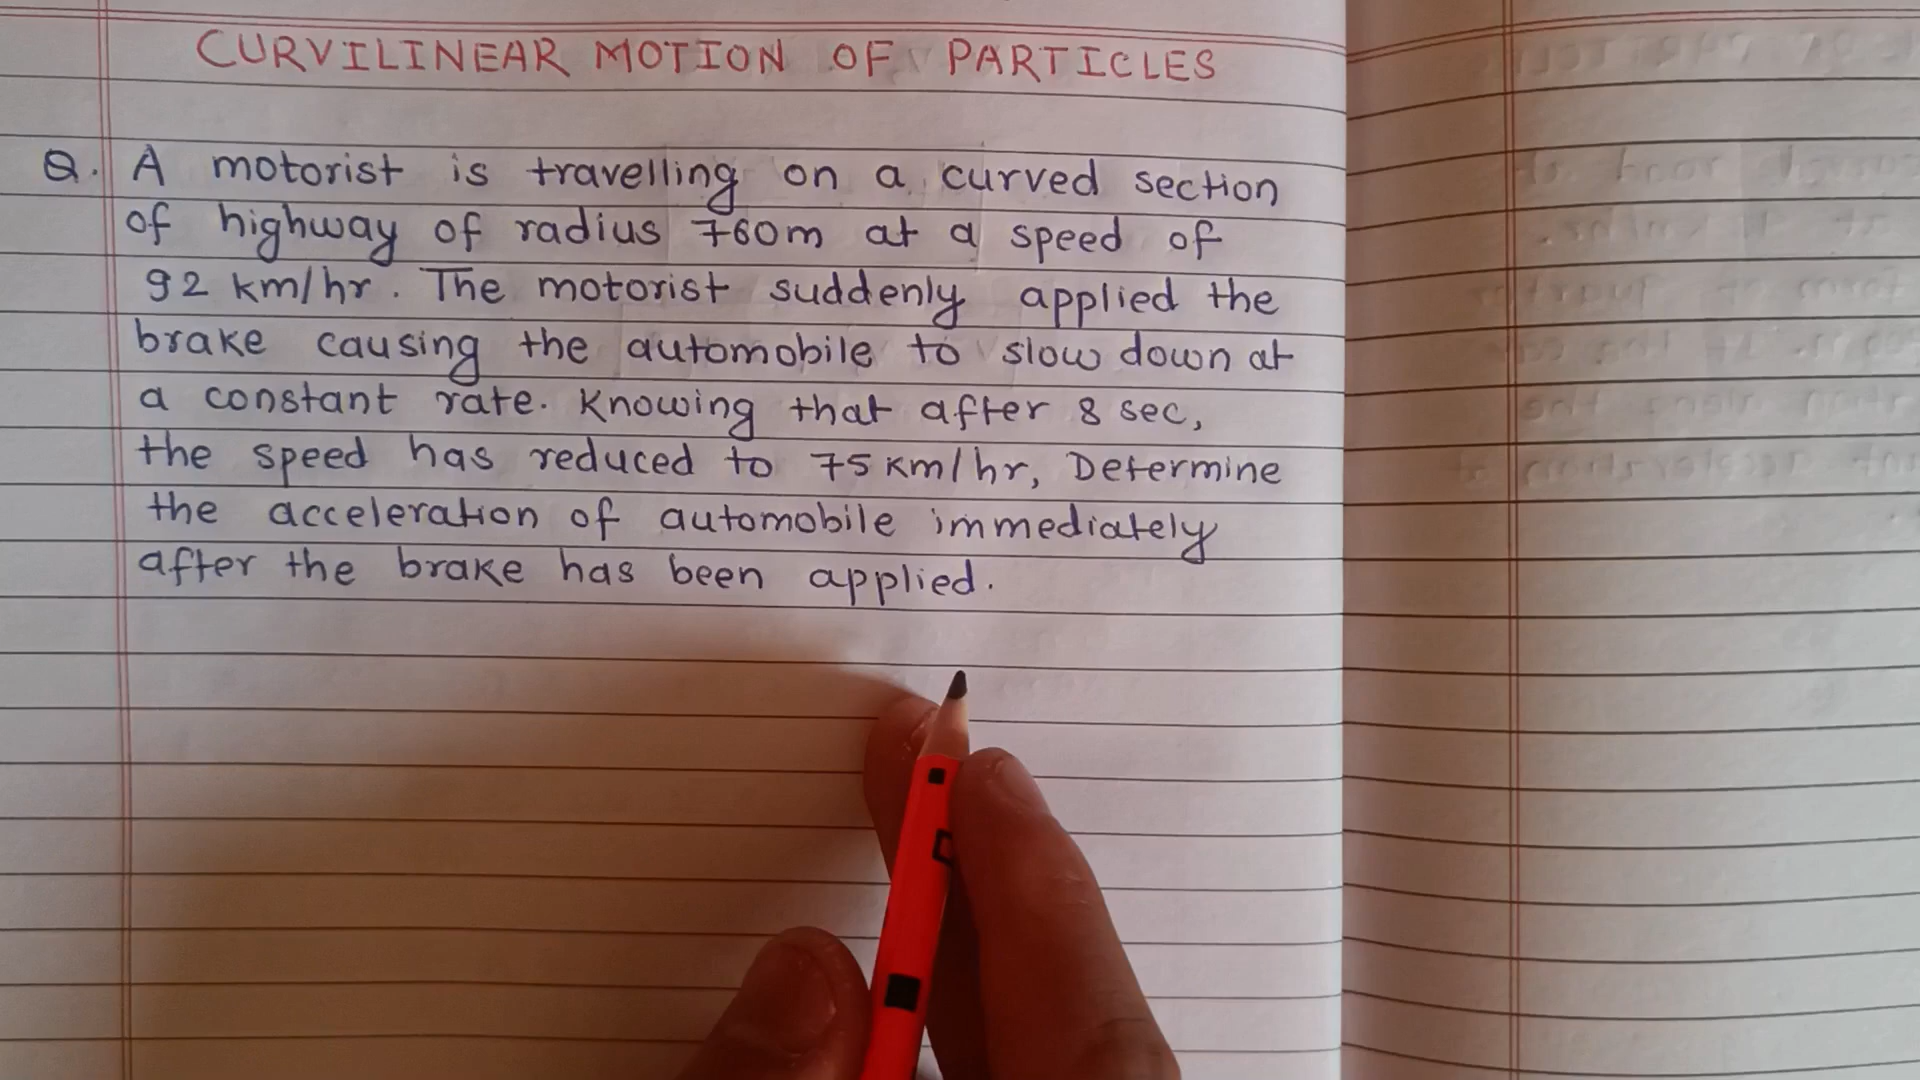 CURVILINEAR MOTION OF PARTICLES
Q. A motorist is travelling on a curved section
of highway of radius 760m at a speed of
92 km/hr. The motorist suddenly applied the
brake causing the automobile to slow down at
a constant rate. Knowing that after 8 sec,
the speed has reduced to 75 km/hr, Determine
the acceleration of automobile immediately
after the brake has been applied.